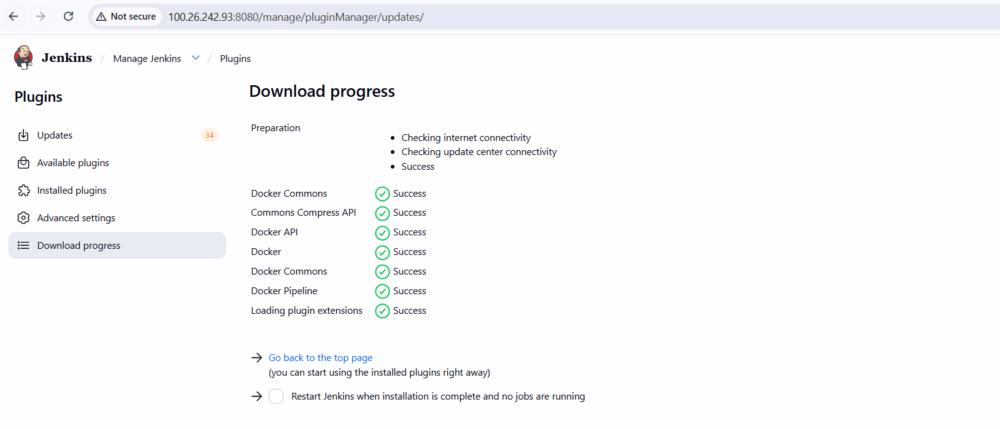 Not secure 100.26.242.93:8080/manage/pluginManager/updates/
Jenkins / Manage Jenkins / Plugins
Plugins
Updates 34
Available plugins
Installed plugins
Advanced settings
Download progress
Download progress
Preparation
Checking internet connectivity
Checking update center connectivity
Success
Docker Commons Success
Commons Compress API Success
Docker API Success
Docker Success
Docker Commons Success
Docker Pipeline Success
Loading plugin extensions Success
Go back to the top page
(you can start using the installed plugins right away)
Restart Jenkins when installation is complete and no jobs are running